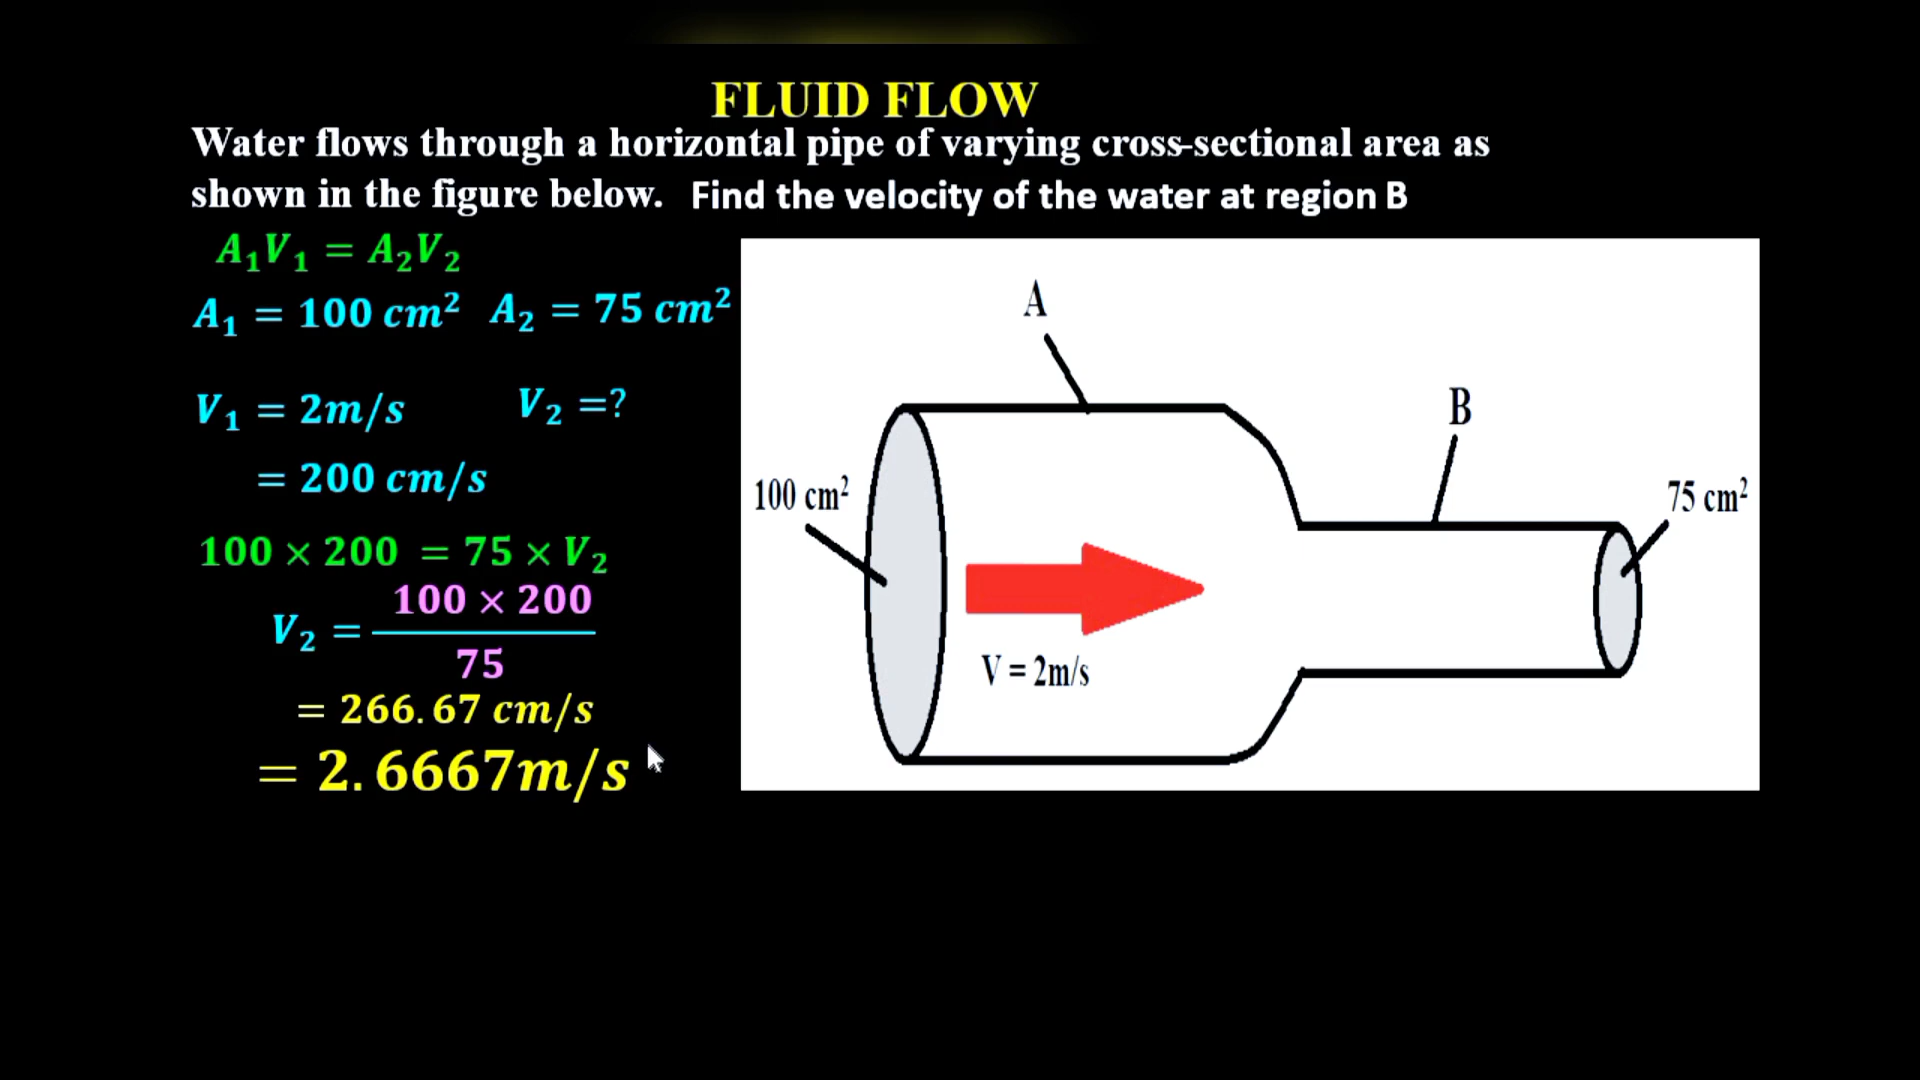 FLUID FLOW
Water flows through a horizontal pipe of varying cross-sectional area as
shown in the figure below. Find the velocity of the water at region B
A₁V₁ = A₂V₂
A₁ = 100 cm² A₂ = 75 cm²
V₁ = 2m/s V₂ =?
= 200 cm/s
100 × 200 = 75 × V₂
V₂ = 100 × 200
75
= 266.67 cm/s
= 2.6667m/s
A
B
100 cm²
75 cm²
V = 2m/s